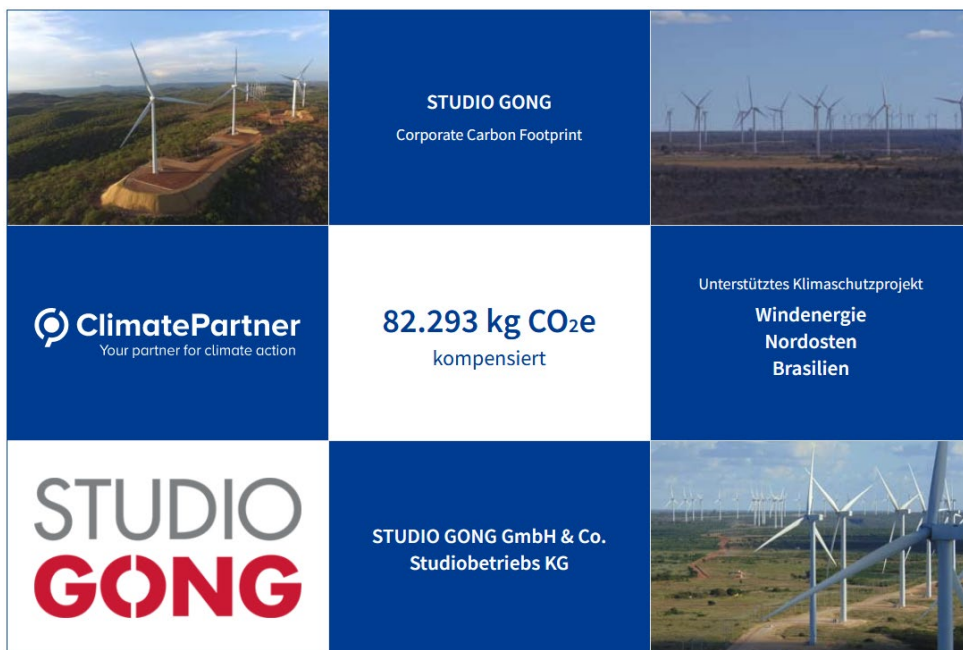 STUDIO GONG
Corporate Carbon Footprint
ClimatePartner
Your partner for climate action
82.293 kg CO₂e
kompensiert
Unterstütztes Klimaschutzprojekt
Windenergie
Nordosten
Brasilien
STUDIO
GONG
STUDIO GONG GmbH & Co.
Studiobetriebs KG